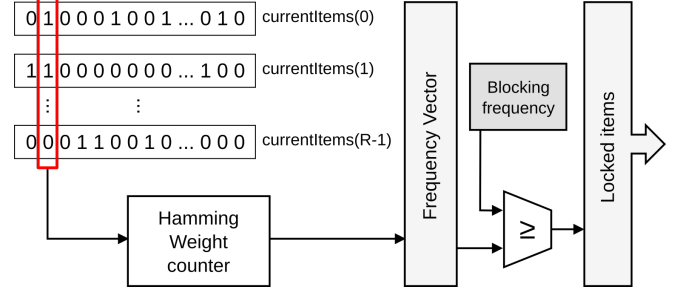 0 1 0 0 0 1 0 0 1 ... 0 1 0 currentItems(0)
1 1 0 0 0 0 0 0 0 ... 1 0 0 currentItems(1)
⋮ ⋮
0 0 0 1 1 0 0 1 0 ... 0 0 0 currentItems(R-1)
Hamming
Weight
counter
Frequency Vector
Blocking
frequency
≥
Locked items